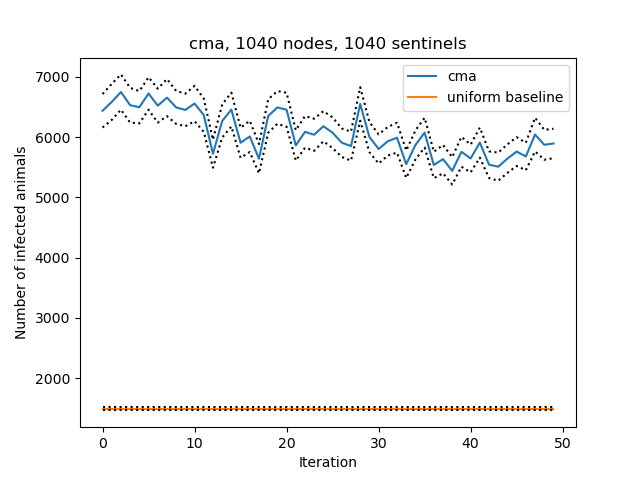 cma, 1040 nodes, 1040 sentinels
cma
uniform baseline
Number of infected animals
7000
6000
5000
4000
3000
2000
0 10 20 30 40 50
Iteration